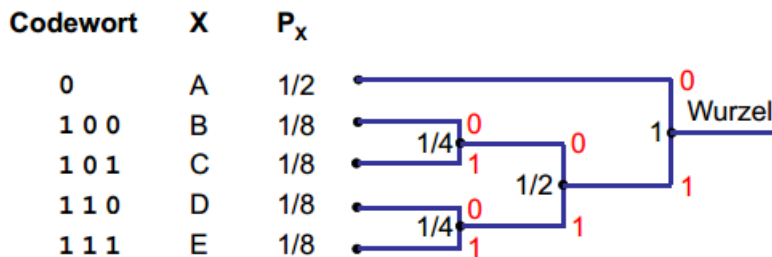 Codewort X P_X
0 A 1/2 0
Wurzel
1 0 0 B 1/8 0
1/4 0 1
1 0 1 C 1/8 1
1/2 1
1 1 0 D 1/8 0
1/4 1
1 1 1 E 1/8 1